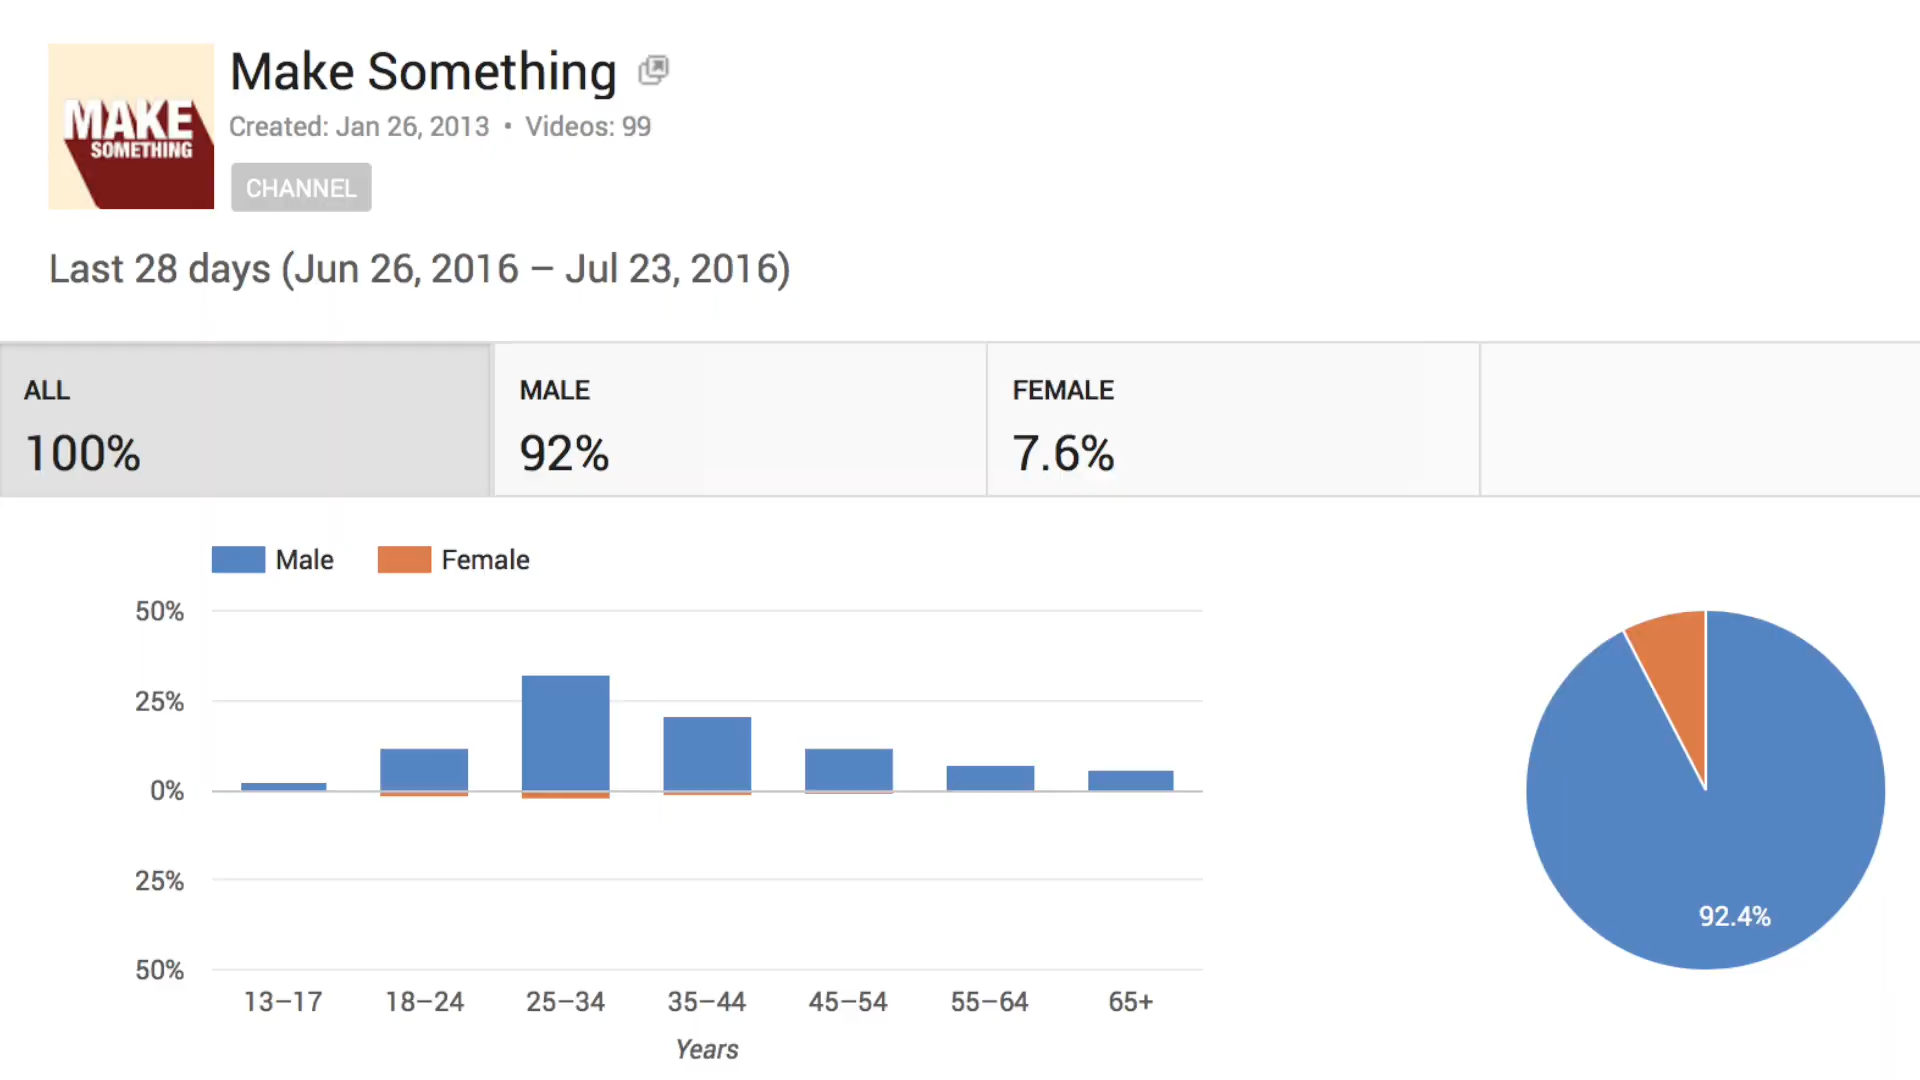 MAKE
SOMETHING
Make Something
Created: Jan 26, 2013 • Videos: 99
CHANNEL
Last 28 days (Jun 26, 2016 – Jul 23, 2016)
ALL
100%
MALE
92%
FEMALE
7.6%
Male Female
50%
25%
0%
25%
50%
13–17 18–24 25–34 35–44 45–54 55–64 65+
Years
92.4%